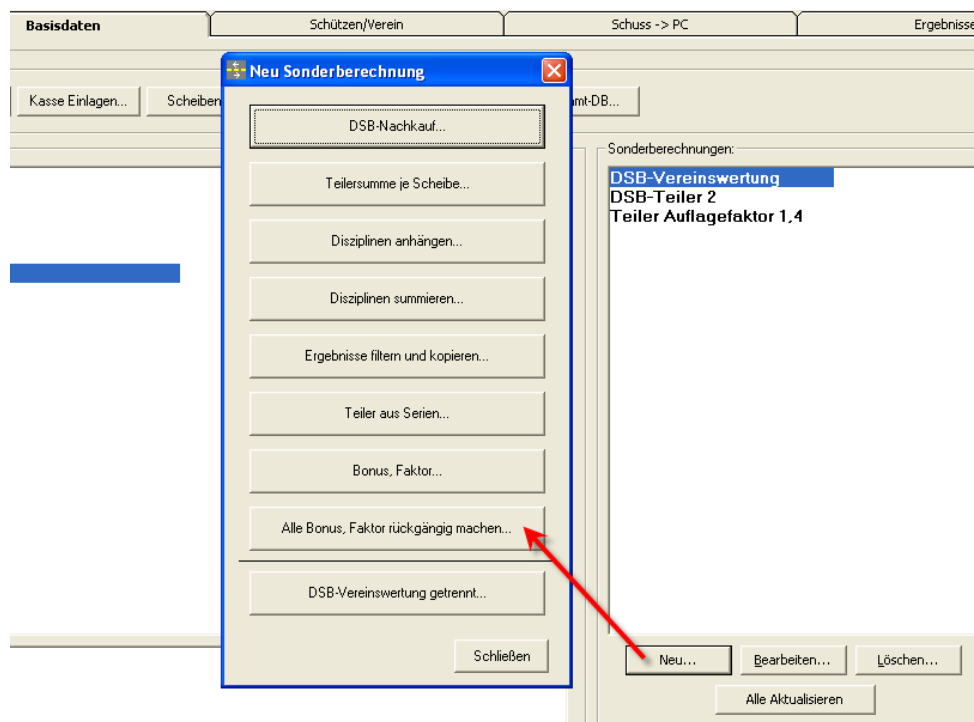 Basisdaten
Schützen/Verein
Schuss -> PC
Ergebnisse
Neu Sonderberechnung
Kasse Einlagen...
Scheiben
mt-DB...
DSB-Nachkauf...
Teilersumme je Scheibe...
Disziplinen anhängen...
Disziplinen summieren...
Ergebnisse filtern und kopieren...
Teiler aus Serien...
Bonus, Faktor...
Alle Bonus, Faktor rückgängig machen...
DSB-Vereinswertung getrennt...
Schließen
Sonderberechnungen:
DSB-Vereinswertung
DSB-Teiler 2
Teiler Auflagefaktor 1,4
Neu...
Bearbeiten...
Löschen...
Alle Aktualisieren